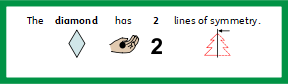 The diamond has 2 lines of symmetry.
2